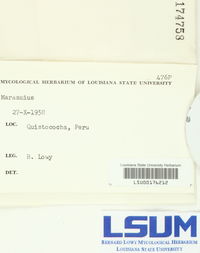 174758
476P
MYCOLOGICAL HERBARIUM OF LOUISIANA STATE UNIVERSITY
Marasmius
27-X-1958
LOC. Quistococha, Peru
LEG. B. Lowy
DET.
Louisiana State University Herbarium
LSU00176212
LSUM
BERNARD LOWY MYCOLOGICAL HERBARIUM
LOUISIANA STATE UNIVERSITY